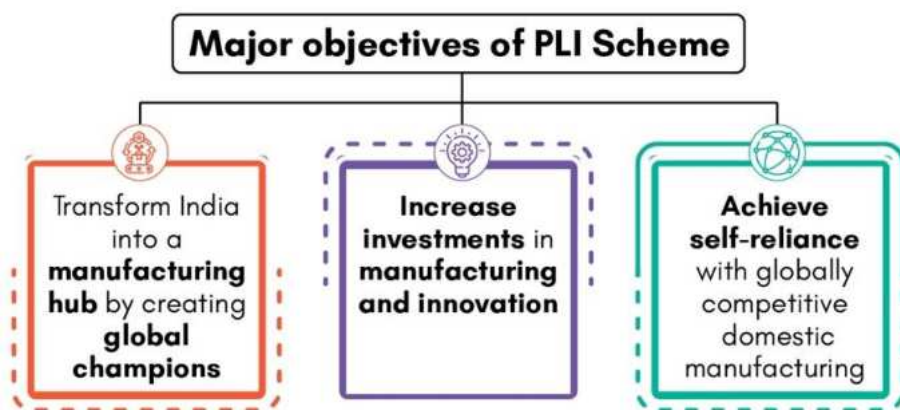 Major objectives of PLI Scheme
Transform India
into a
manufacturing
hub by creating
global
champions
Increase
investments in
manufacturing
and innovation
Achieve
self-reliance
with globally
competitive
domestic
manufacturing